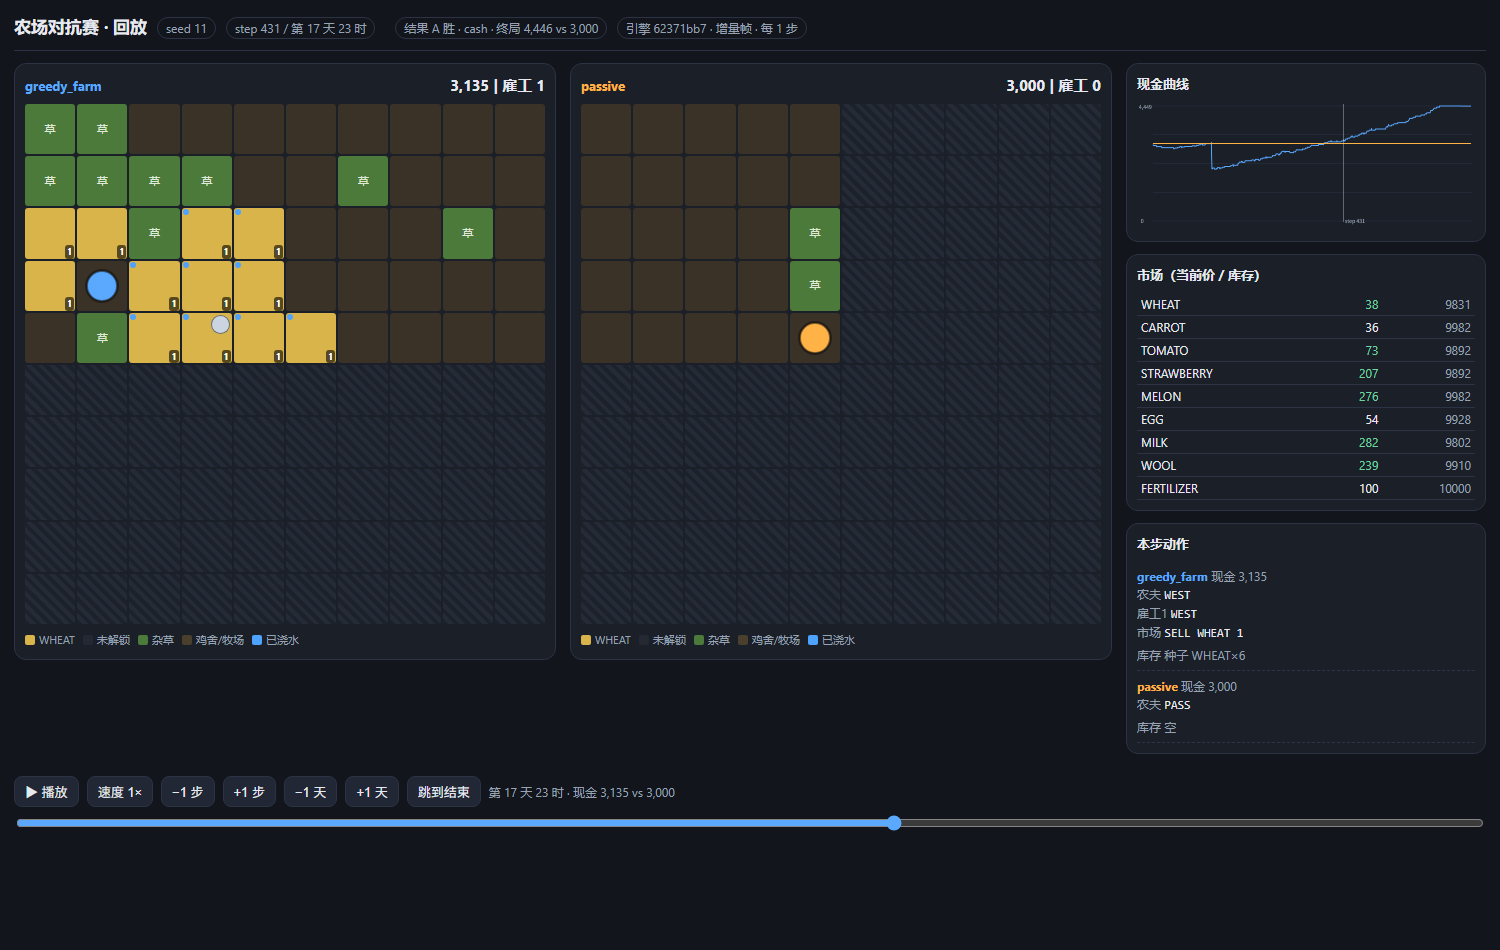 农场对抗赛 · 回放
seed 11
step 431 / 第 17 天 23 时
结果 A 胜 · cash · 终局 4,446 vs 3,000
引擎 62371bb7 · 增量帧 · 每 1 步
greedy_farm
3,135 | 雇工 1
草 草
草 草 草 草 草
1 1 草 1 1 草
1 1 1 1
草 1 1 1 1
WHEAT 未解锁 杂草 鸡舍/牧场 已浇水
passive
3,000 | 雇工 0
草
草
WHEAT 未解锁 杂草 鸡舍/牧场 已浇水
现金曲线
4,449
0
step 431
市场（当前价 / 库存）
WHEAT 38 9831
CARROT 36 9982
TOMATO 73 9892
STRAWBERRY 207 9892
MELON 276 9982
EGG 54 9928
MILK 282 9802
WOOL 239 9910
FERTILIZER 100 10000
本步动作
greedy_farm 现金 3,135
农夫 WEST
雇工1 WEST
市场 SELL WHEAT 1
库存 种子 WHEAT×6
passive 现金 3,000
农夫 PASS
库存 空
▶ 播放
速度 1×
−1 步
+1 步
−1 天
+1 天
跳到结束
第 17 天 23 时 · 现金 3,135 vs 3,000